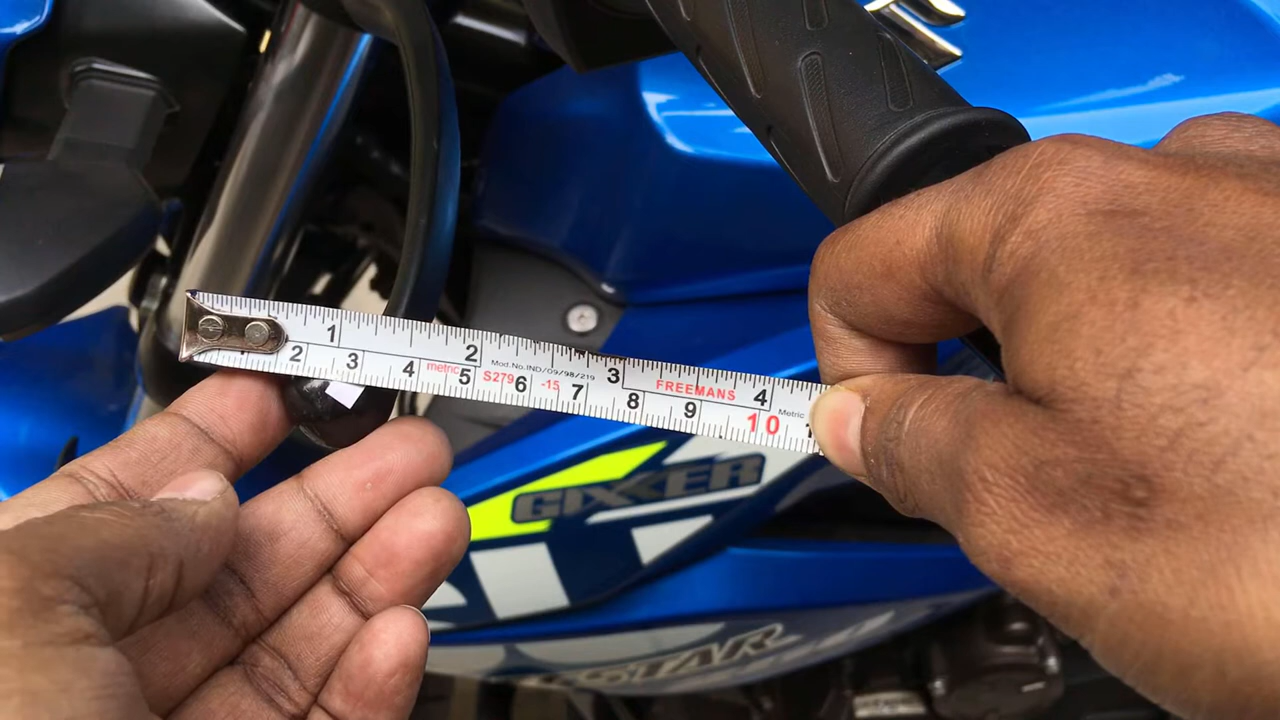 1 2 3 4
Mod.No.IND/09/98/219
FREEMANS
Metric
2 3 4 metric 5 S279 6 -15 7 8 9 10
GIXXER